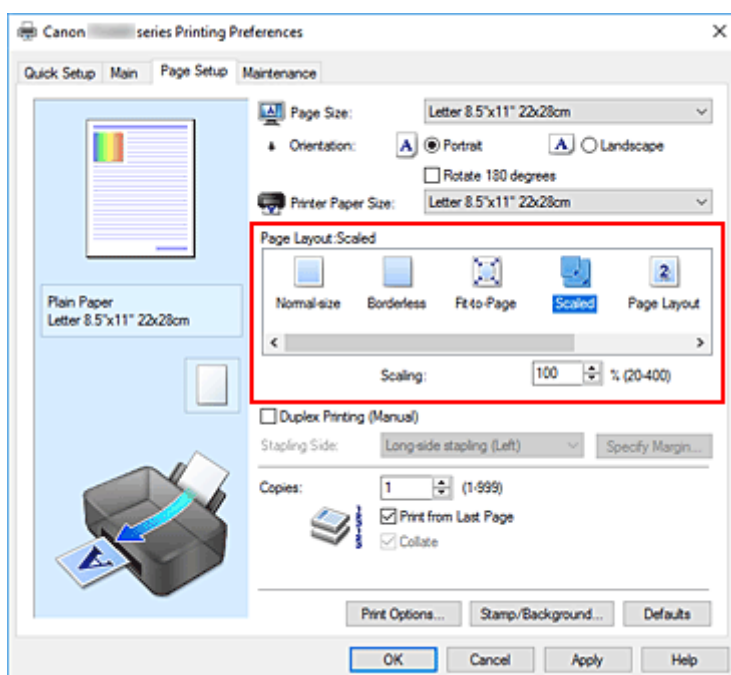 Canon series Printing Preferences
Quick Setup Main Page Setup Maintenance
Page Size: Letter 8.5"x11" 22x28cm
Orientation: A Portrait A Landscape
Rotate 180 degrees
Printer Paper Size: Letter 8.5"x11" 22x28cm
Page Layout:Scaled
2
Normal-size Borderless Fit-to-Page Scaled Page Layout
Scaling: 100 % (20-400)
Plain Paper
Letter 8.5"x11" 22x28cm
Duplex Printing (Manual)
Stapling Side: Long-side stapling (Left) Specify Margin...
Copies: 1 (1-999)
Print from Last Page
Collate
A
Print Options... Stamp/Background... Defaults
OK Cancel Apply Help